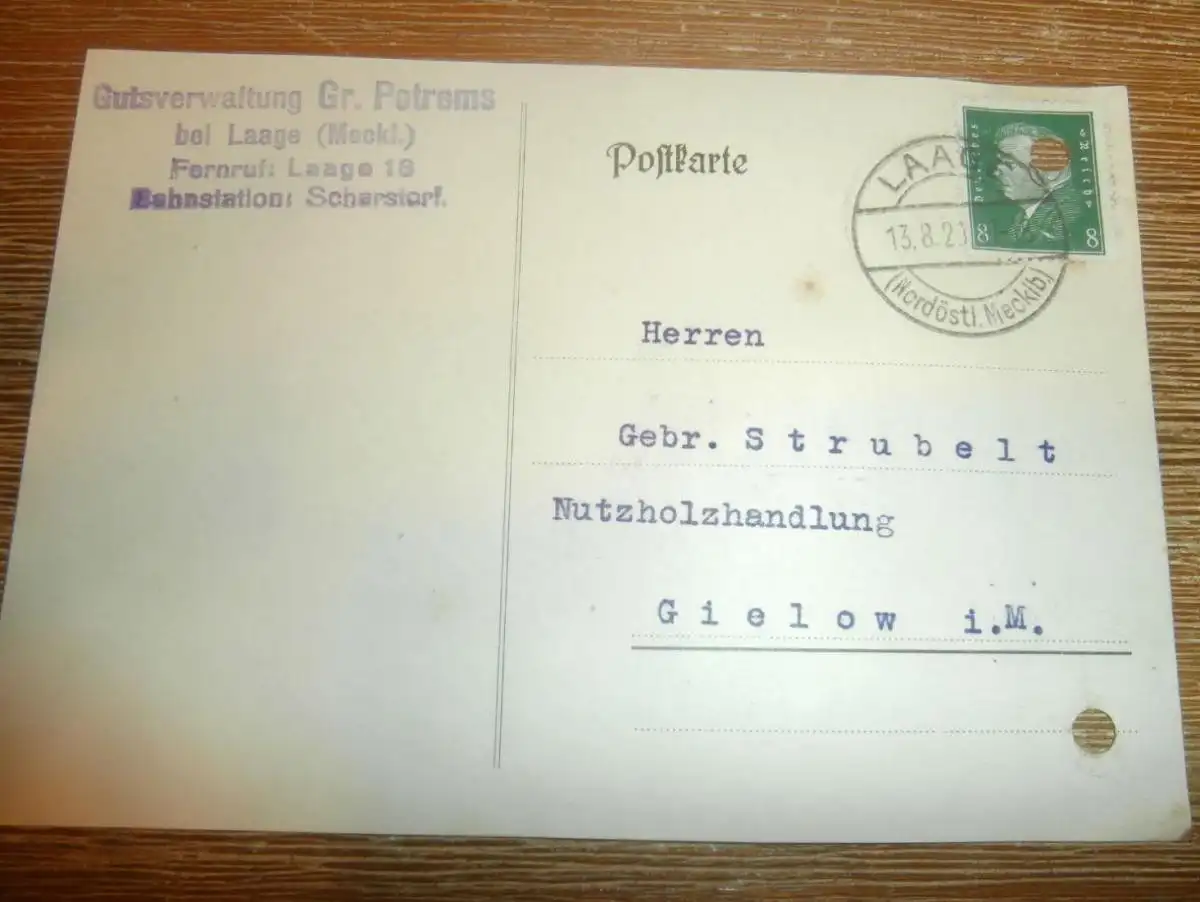 Gutsverwaltung Gr. Potrems
bei Laage (Meckl.)
Fernruf: Laage 18
Bahnstation: Scharstorf.
Postkarte
LAAGE
13.8.2
(Nordöstl. Mecklb.)
Deutsches Reich
8 8
Herren
Gebr. Strubelt
Nutzholzhandlung
Gielow i.M.